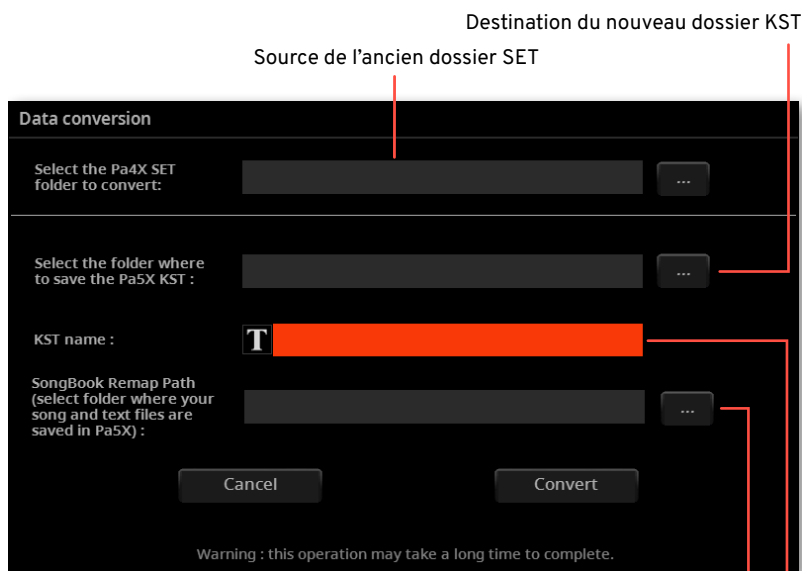 Destination du nouveau dossier KST
Source de l’ancien dossier SET
Data conversion
Select the Pa4X SET
folder to convert:
...
Select the folder where
to save the Pa5X KST :
...
KST name :
T
SongBook Remap Path
(select folder where your
song and text files are
saved in Pa5X) :
...
Cancel
Convert
Warning : this operation may take a long time to complete.